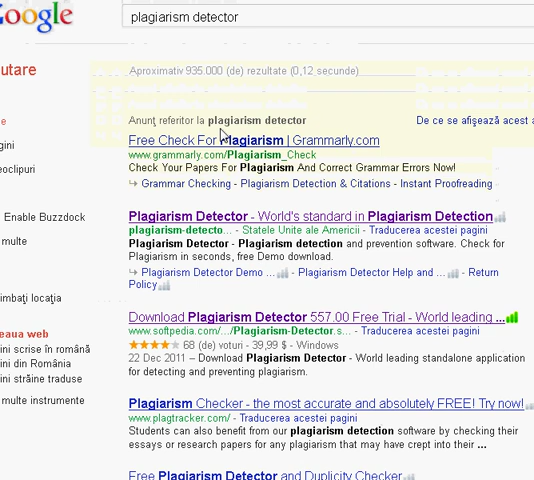 oogle
plagiarism detector
utare
Aproximativ 935.000 (de) rezultate (0,12 secunde)
Anunţ referitor la plagiarism detector
De ce se afişează acest a
e
Free Check For Plagiarism | Grammarly.com
gini
www.grammarly.com/Plagiarism_Check
eoclipuri
Check Your Papers For Plagiarism And Correct Grammar Errors Now!
Grammar Checking - Plagiarism Detection & Citations - Instant Proofreading
Enable Buzzdock
Plagiarism Detector - World's standard in Plagiarism Detection
plagiarism-detecto... - Statele Unite ale Americii - Traducerea acestei pagini
multe
Plagiarism Detector - Plagiarism detection and prevention software. Check for
Plagiarism in seconds, free Demo download.
Plagiarism Detector Demo ... - Plagiarism Detector Help and ... - Return
Policy
imbaţi locaţia
Download Plagiarism Detector 557.00 Free Trial - World leading ...
eaua web
www.softpedia.com/.../Plagiarism-Detector.s... - Traducerea acestei pagini
ini scrise în română
68 (de) voturi - 39,99 $ - Windows
ini din România
22 Dec 2011 – Download Plagiarism Detector - World leading standalone application
ini străine traduse
for detecting and preventing plagiarism.
multe instrumente
Plagiarism Checker - the most accurate and absolutely FREE! Try now!
www.plagtracker.com/ - Traducerea acestei pagini
Students can also benefit from our plagiarism detection software by checking their
essays or research papers for any plagiarism that may have crept into their ...
Free Plagiarism Detector and Duplicity Checker